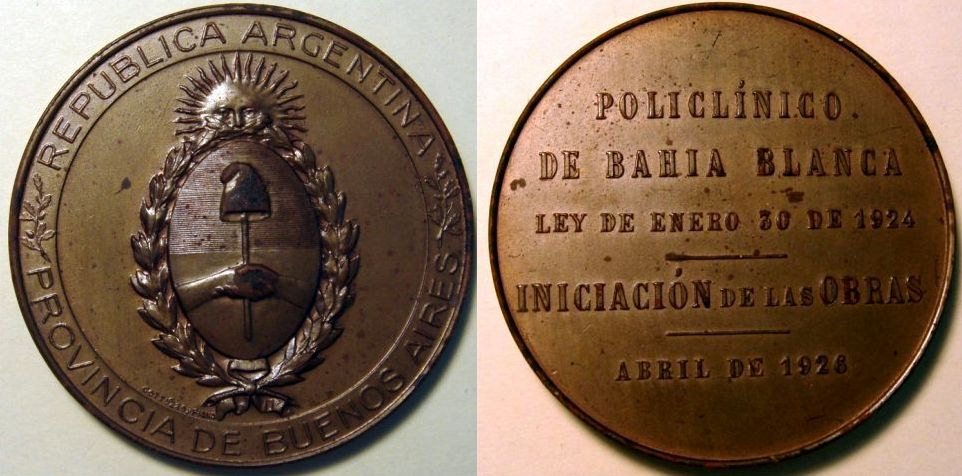 REPÚBLICA ARGENTINA
PROVINCIA DE BUENOS AIRES
POLICLÍNICO
DE BAHIA BLANCA
LEY DE ENERO 30 DE 1924
INICIACIÓN DE LAS OBRAS
ABRIL DE 1926